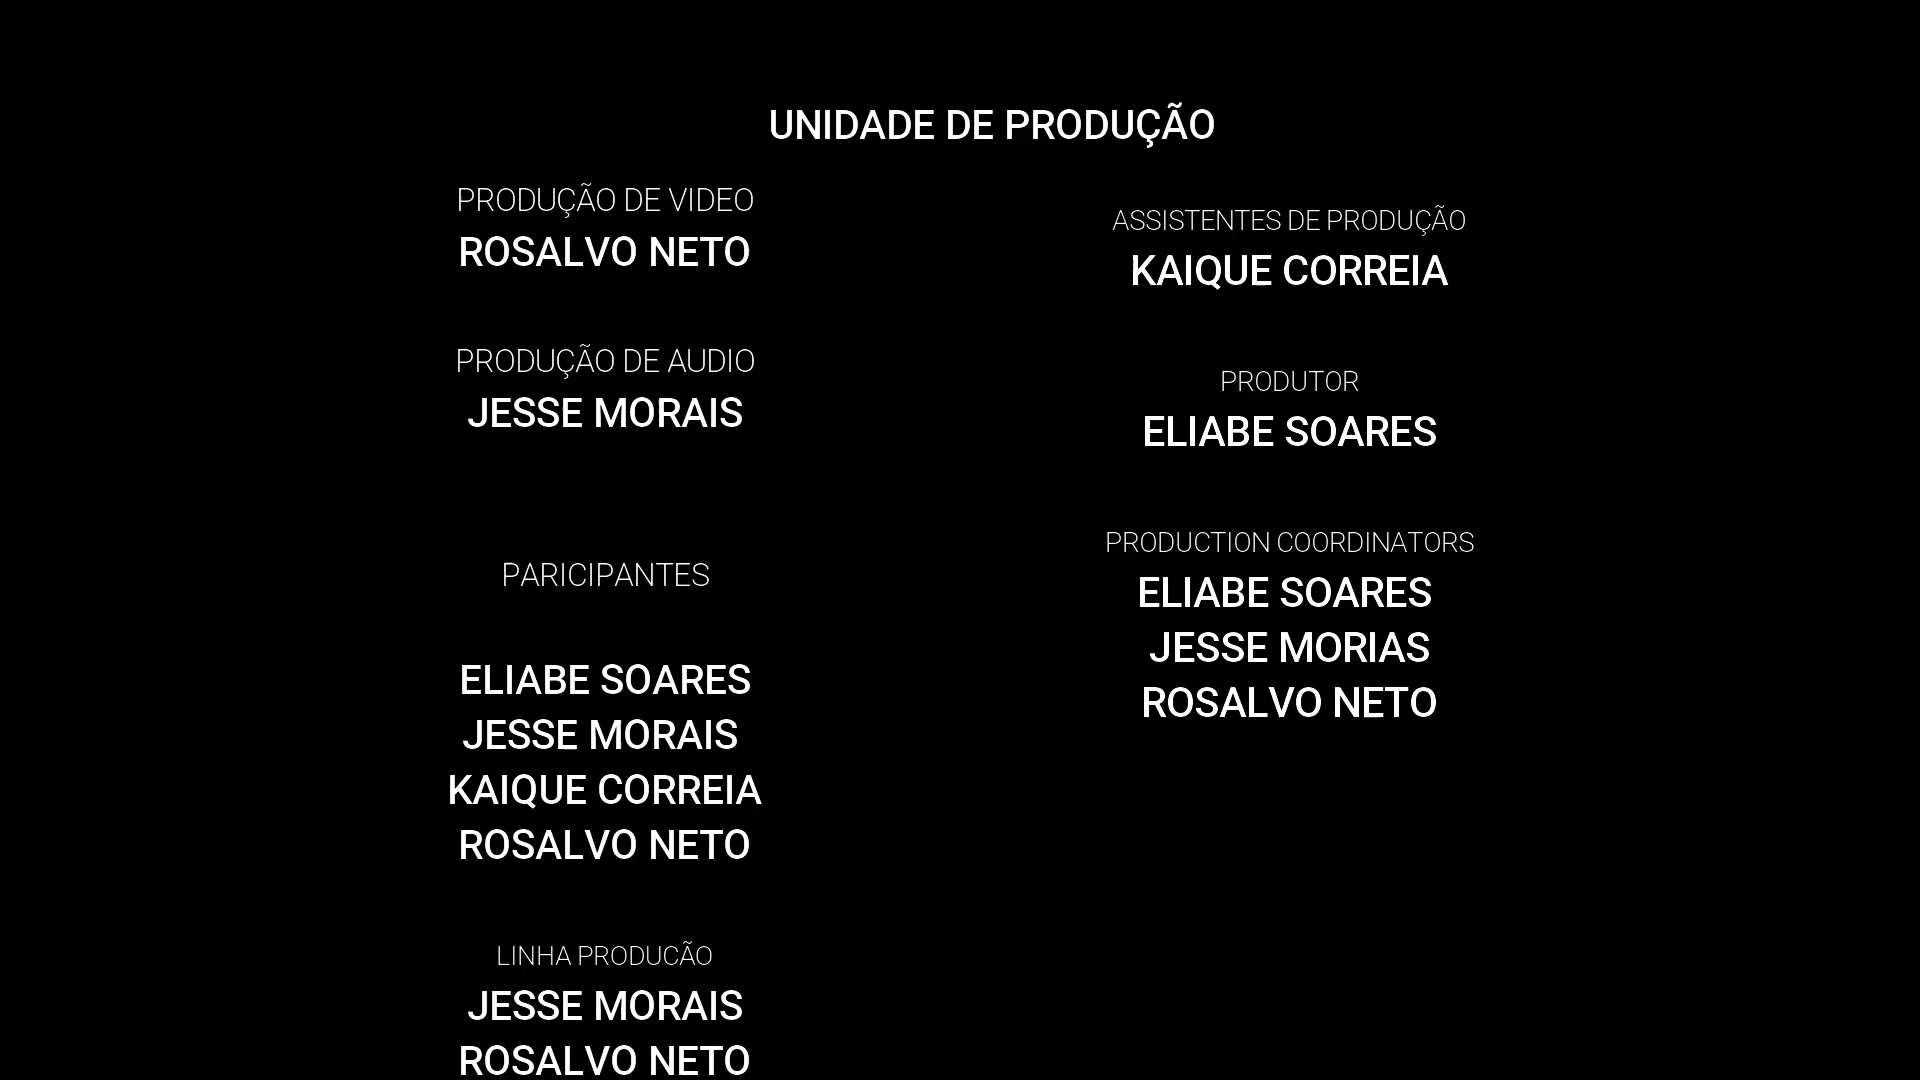 UNIDADE DE PRODUÇÃO
PRODUÇÃO DE VIDEO
ROSALVO NETO
PRODUÇÃO DE AUDIO
JESSE MORAIS
PARICIPANTES
ELIABE SOARES
JESSE MORAIS
KAIQUE CORREIA
ROSALVO NETO
LINHA PRODUCÃO
JESSE MORAIS
ROSALVO NETO
ASSISTENTES DE PRODUÇÃO
KAIQUE CORREIA
PRODUTOR
ELIABE SOARES
PRODUCTION COORDINATORS
ELIABE SOARES
JESSE MORIAS
ROSALVO NETO